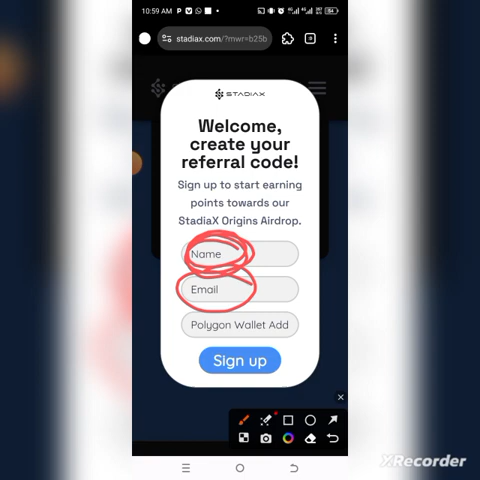 10:59 AM
stadiax.com/?mwr=b25b
STADIAX
Welcome,
create your
referral code!
Sign up to start earning
points towards our
StadiaX Origins Airdrop.
Name
Email
Polygon Wallet Add
Sign up
XRecorder